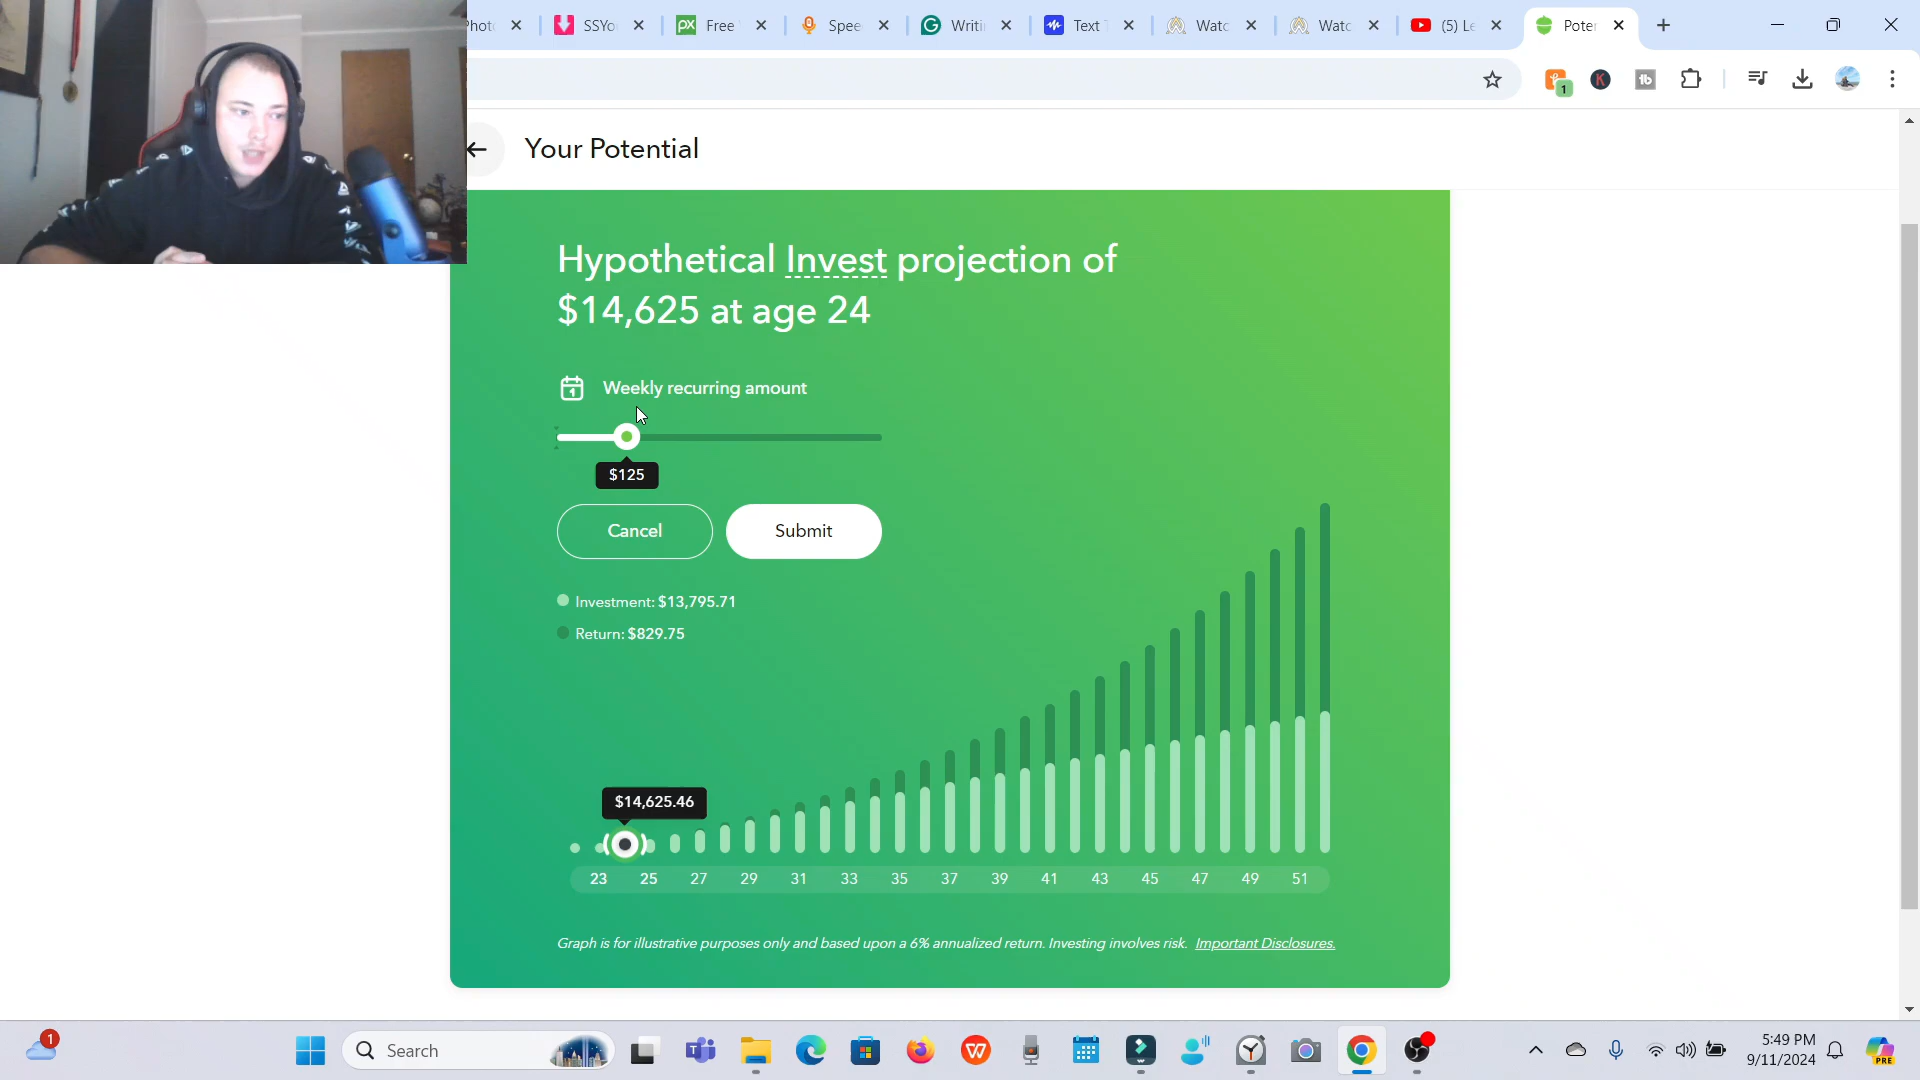 SSYo
Free
Spee
Writi
Text
Watc
Watc
(5) Le
Poter
1
Your Potential
Hypothetical Invest projection of
$14,625 at age 24
Weekly recurring amount
$125
Cancel
Submit
Investment: $13,795.71
Return: $829.75
$14,625.46
23 25 27 29 31 33 35 37 39 41 43 45 47 49 51
Graph is for illustrative purposes only and based upon a 6% annualized return. Investing involves risk. Important Disclosures.
1
Search
5:49 PM
9/11/2024
PRE